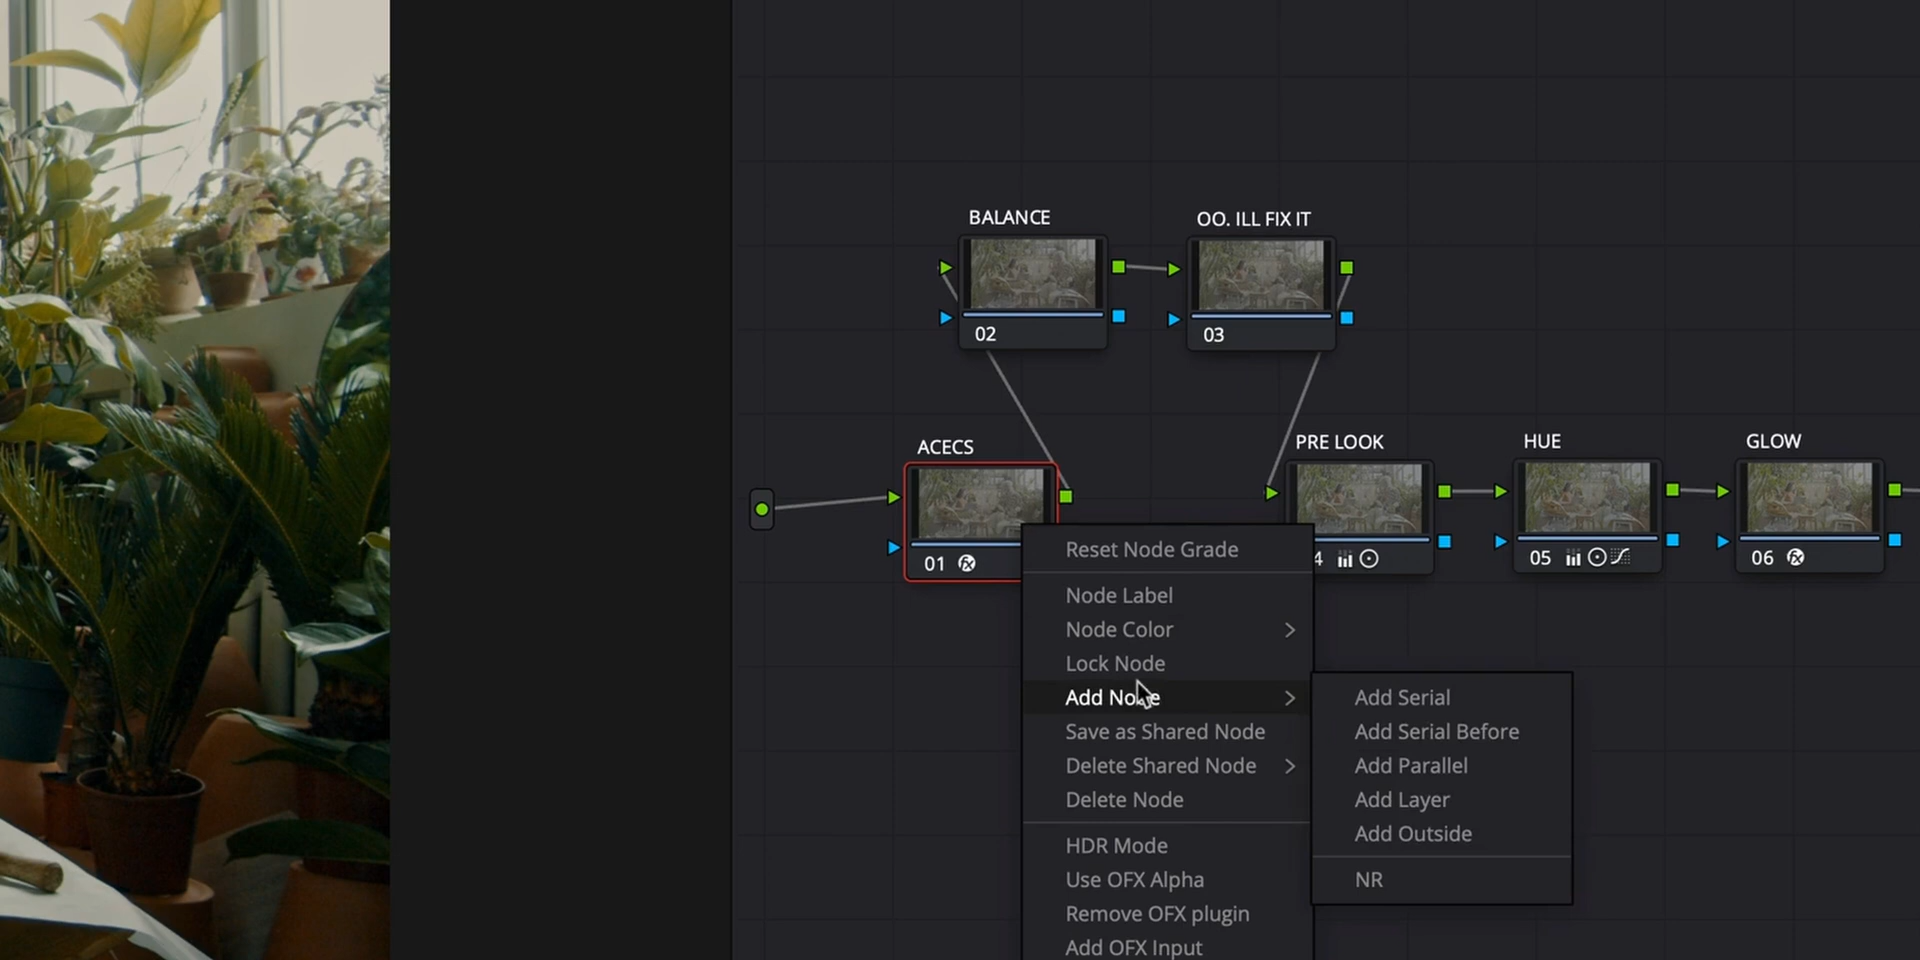 BALANCE
OO. ILL FIX IT
02
03
ACECS
PRE LOOK
HUE
GLOW
01
4
05
06
Reset Node Grade
Node Label
Node Color
Lock Node
Add Node
Save as Shared Node
Delete Shared Node
Delete Node
HDR Mode
Use OFX Alpha
Remove OFX plugin
Add OFX Input
Add Serial
Add Serial Before
Add Parallel
Add Layer
Add Outside
NR